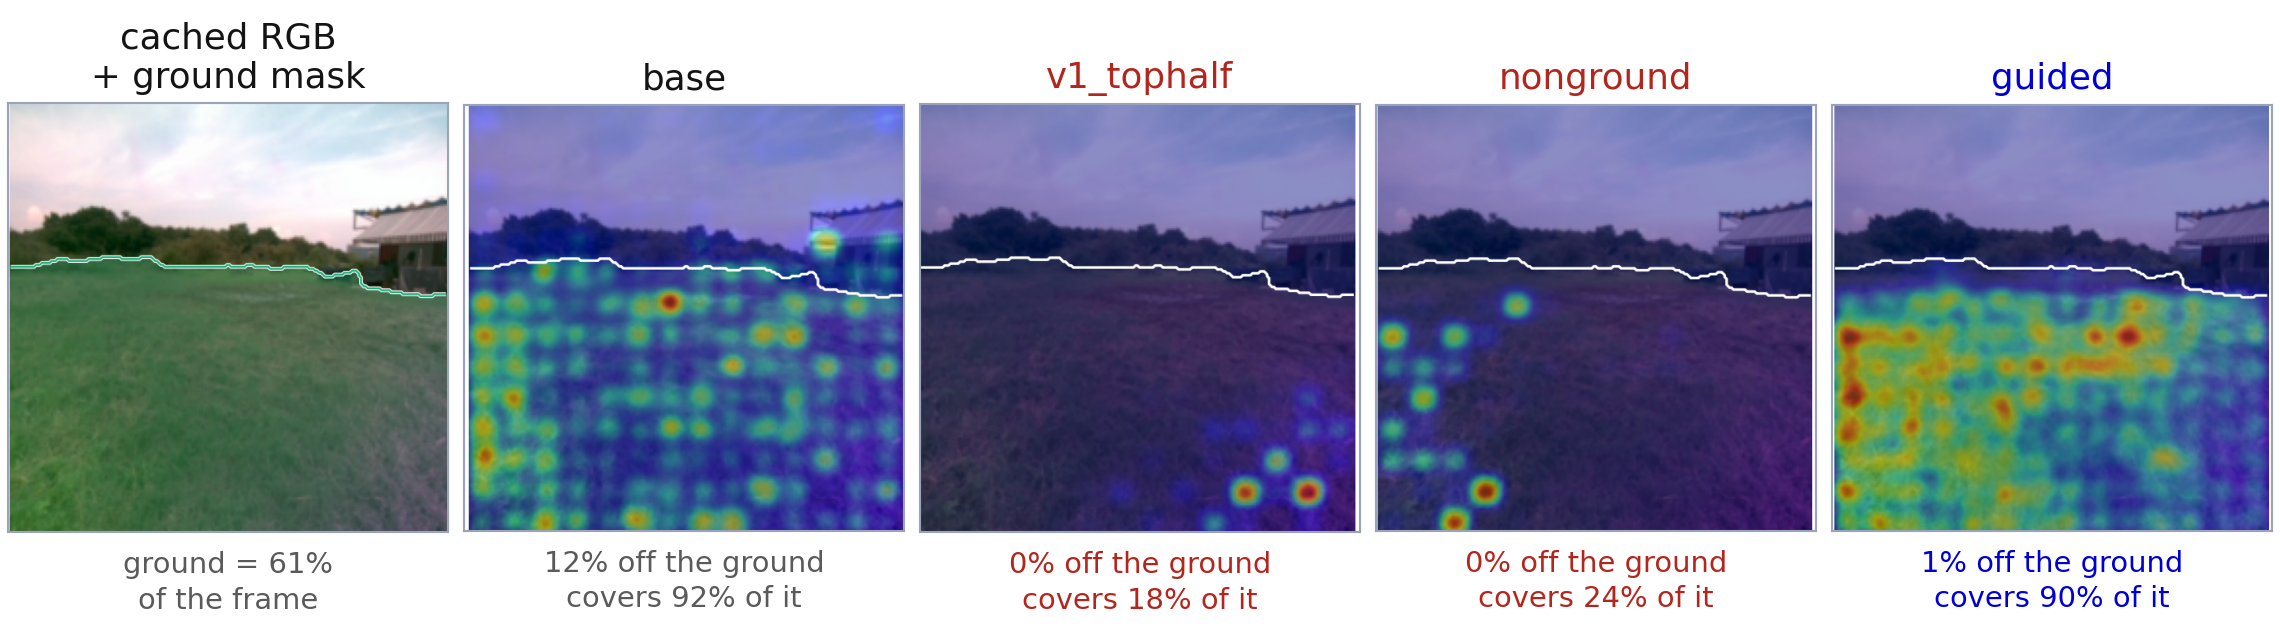 cached RGB
+ ground mask
base
v1_tophalf
nonground
guided
ground = 61%
of the frame
12% off the ground
covers 92% of it
0% off the ground
covers 18% of it
0% off the ground
covers 24% of it
1% off the ground
covers 90% of it